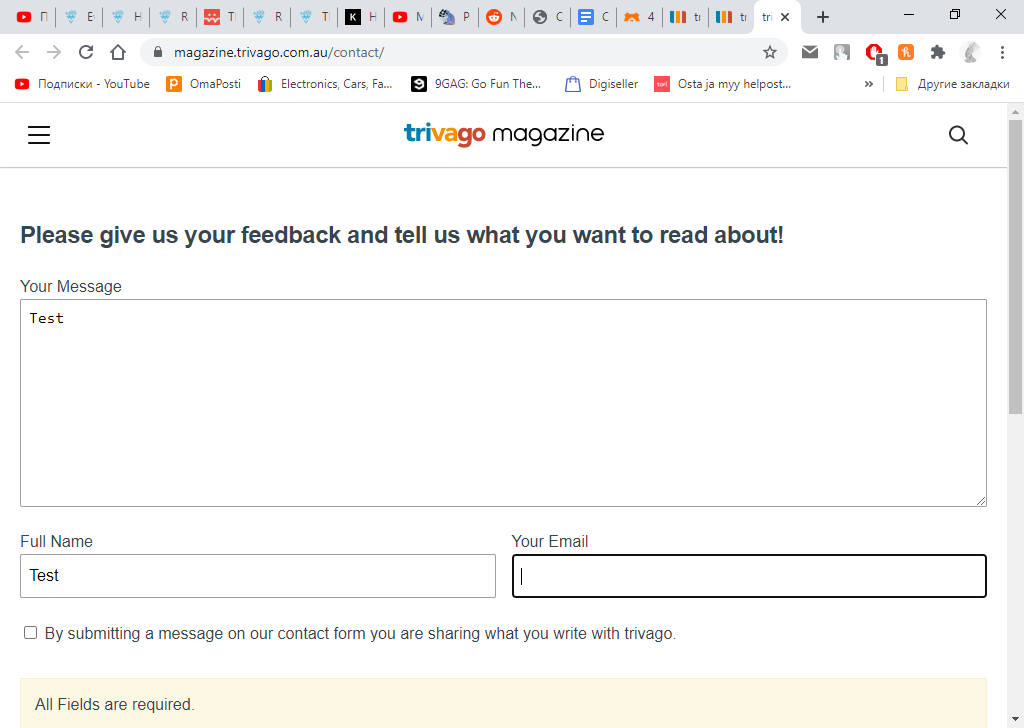 П
E
H
R
T
R
T
K H
M
P
N
C
C
4
tr
tr
tri
magazine.trivago.com.au/contact/
1
Подписки - YouTube
OmaPosti
Electronics, Cars, Fa...
9GAG: Go Fun The...
Digiseller
tori Osta ja myy helpost...
»
Другие закладки
trivago magazine
Please give us your feedback and tell us what you want to read about!
Your Message
Test
Full Name
Your Email
Test
By submitting a message on our contact form you are sharing what you write with trivago.
All Fields are required.